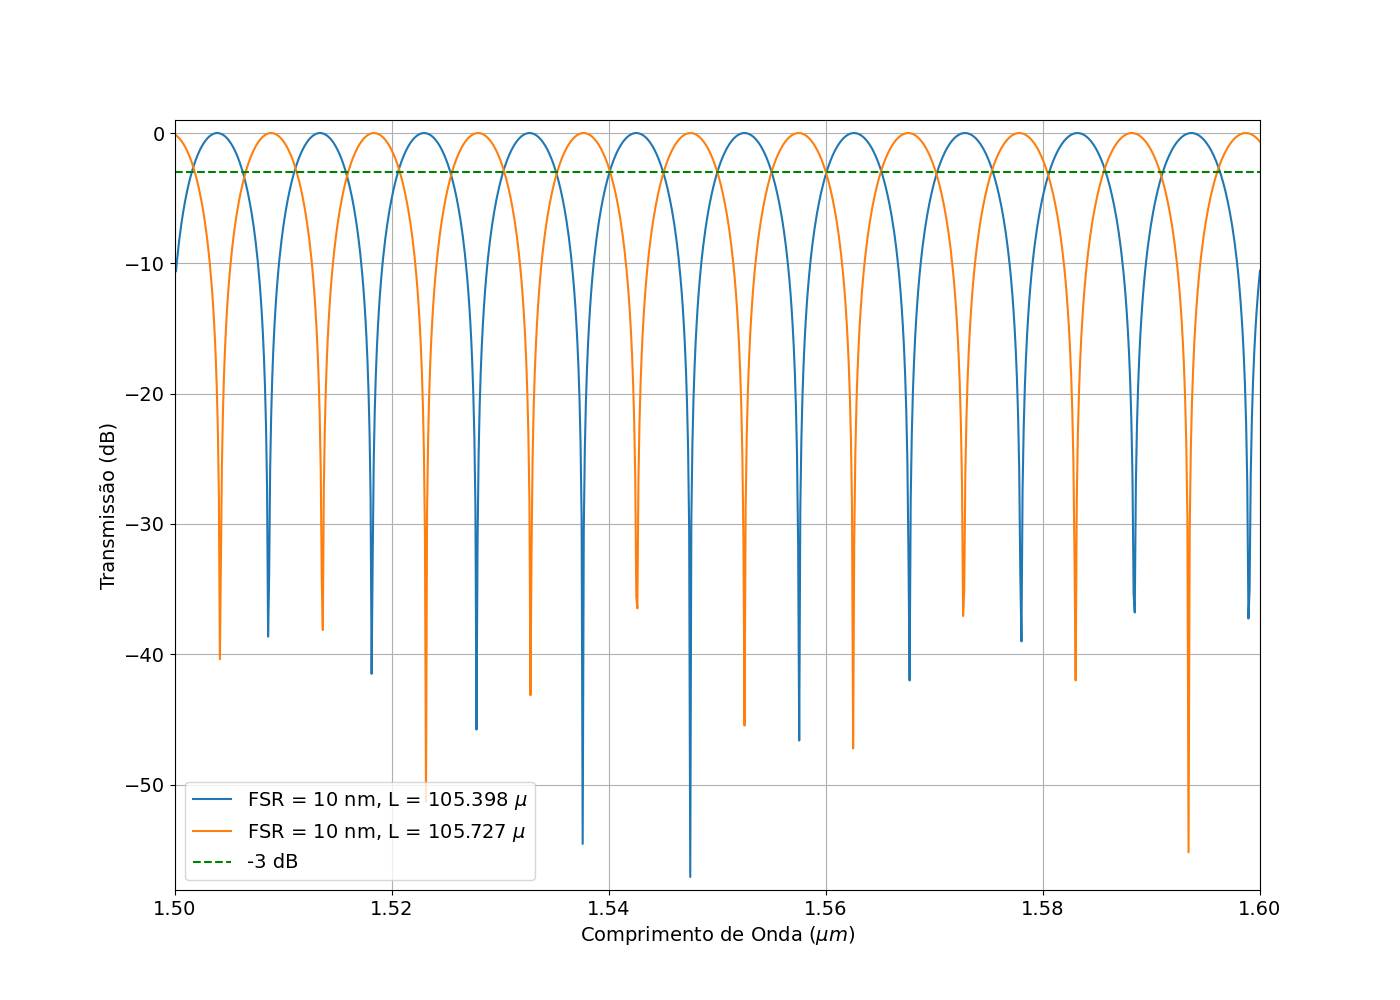 0
−10
−20
−30
−40
−50
Transmissão (dB)
FSR = 10 nm, L = 105.398 μ
FSR = 10 nm, L = 105.727 μ
-3 dB
1.50 1.52 1.54 1.56 1.58 1.60
Comprimento de Onda (μm)